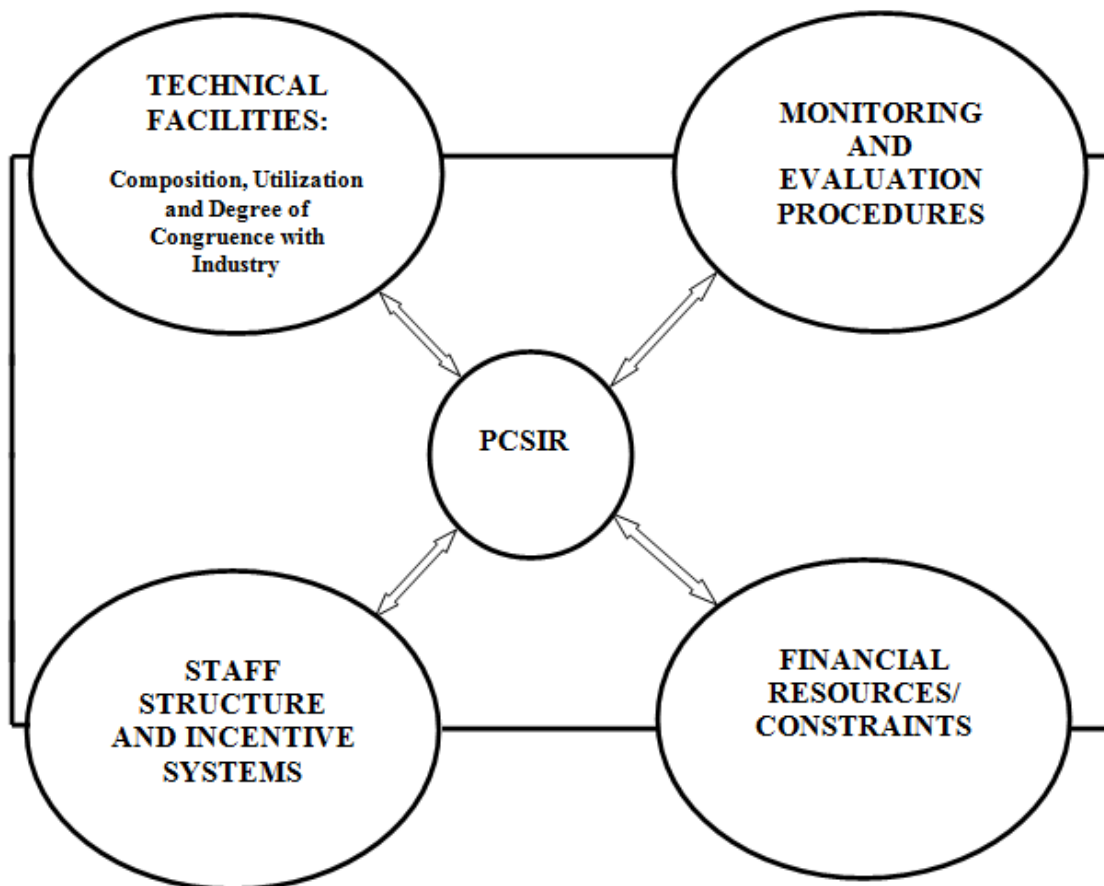 TECHNICAL
FACILITIES:
Composition, Utilization
and Degree of
Congruence with
Industry
MONITORING
AND
EVALUATION
PROCEDURES
PCSIR
STAFF
STRUCTURE
AND INCENTIVE
SYSTEMS
FINANCIAL
RESOURCES/
CONSTRAINTS